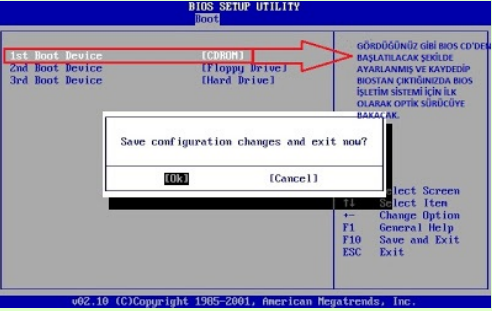 BIOS SETUP UTILITY
Boot
1st Boot Device [CDROM]
2nd Boot Device [Floppy Drive]
3rd Boot Device [Hard Drive]
GÖRDÜĞÜNÜZ GİBİ BIOS CD'DEN
BAŞLATILACAK ŞEKİLDE
AYARLANMIŞ VE KAYDEDİP
BIOSTAN ÇIKTIĞINIZDA BIOS
İŞLETİM SİSTEMİ İÇİN İLK
OLARAK OPTİK SÜRÜCÜYE
BAKACAK.
Save configuration changes and exit now?
[Ok] [Cancel]
elect Screen
↑↓ Select Item
+- Change Option
F1 General Help
F10 Save and Exit
ESC Exit
v02.10 (C)Copyright 1985-2001, American Megatrends, Inc.